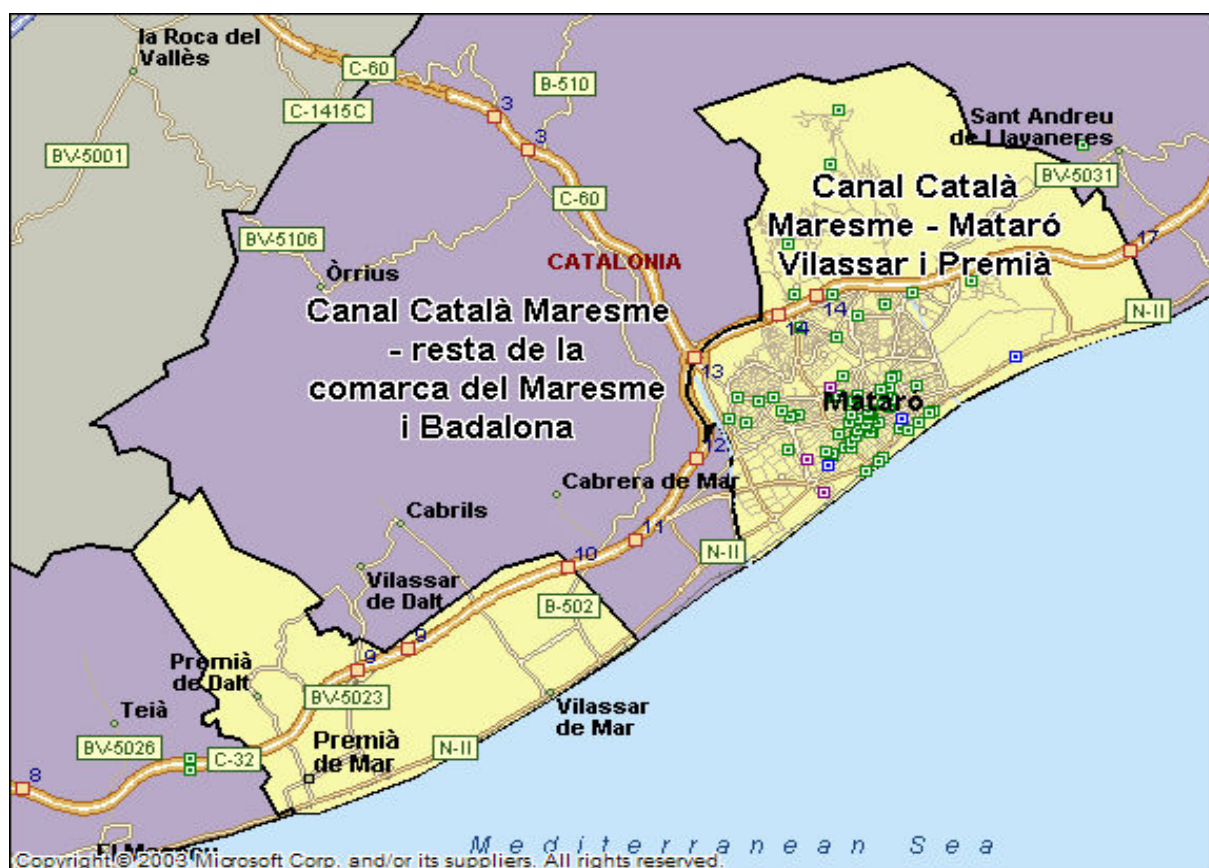 la Roca del
Vallès
C-60
3
B-510
C-1415C
3
Sant Andreu
de Llavaneres
BV-5001
BV-5031
C-60
Canal Català
Maresme - Mataró
Vilassar i Premià
17
BV-5106
CATALONIA
Òrrius
N-II
14
14
Canal Català Maresme
- resta de la
comarca del Maresme
i Badalona
13
Mataró
12
Cabrera de Mar
Cabrils
11
10
N-II
Vilassar
de Dalt
B-502
9
9
Premià
de Dalt
BV-5023
Vilassar
de Mar
Teià
BV-5026
C-32
Premià
de Mar
N-II
8
Mediterranean Sea
Copyright © 2003 Microsoft Corp. and/or its suppliers. All rights reserved.